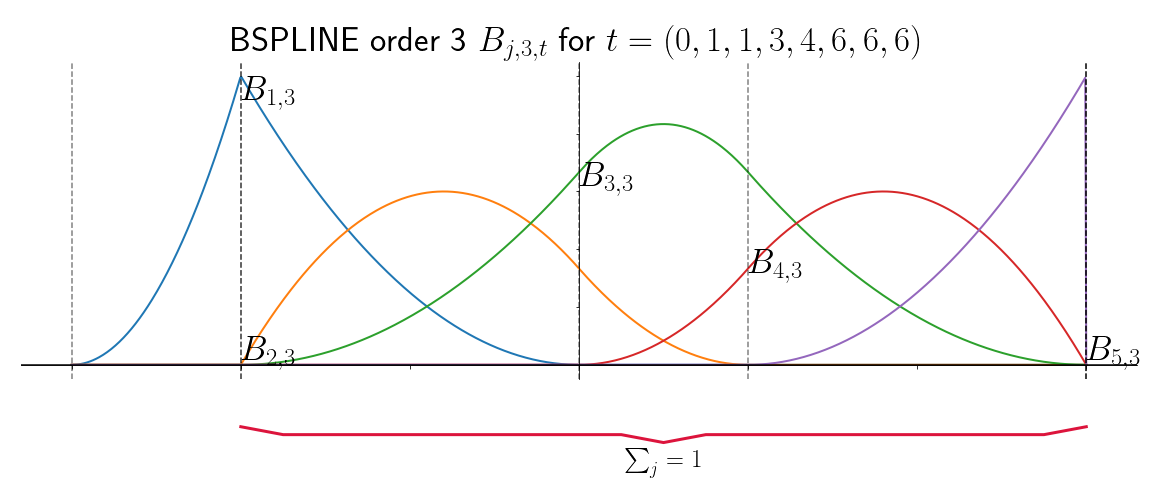 BSPLINE order 3 $B_{j,3,t}$ for $t = (0, 1, 1, 3, 4, 6, 6, 6)$
$B_{1,3}$
$B_{3,3}$
$B_{4,3}$
$B_{2,3}$
$B_{5,3}$
$\sum_j = 1$